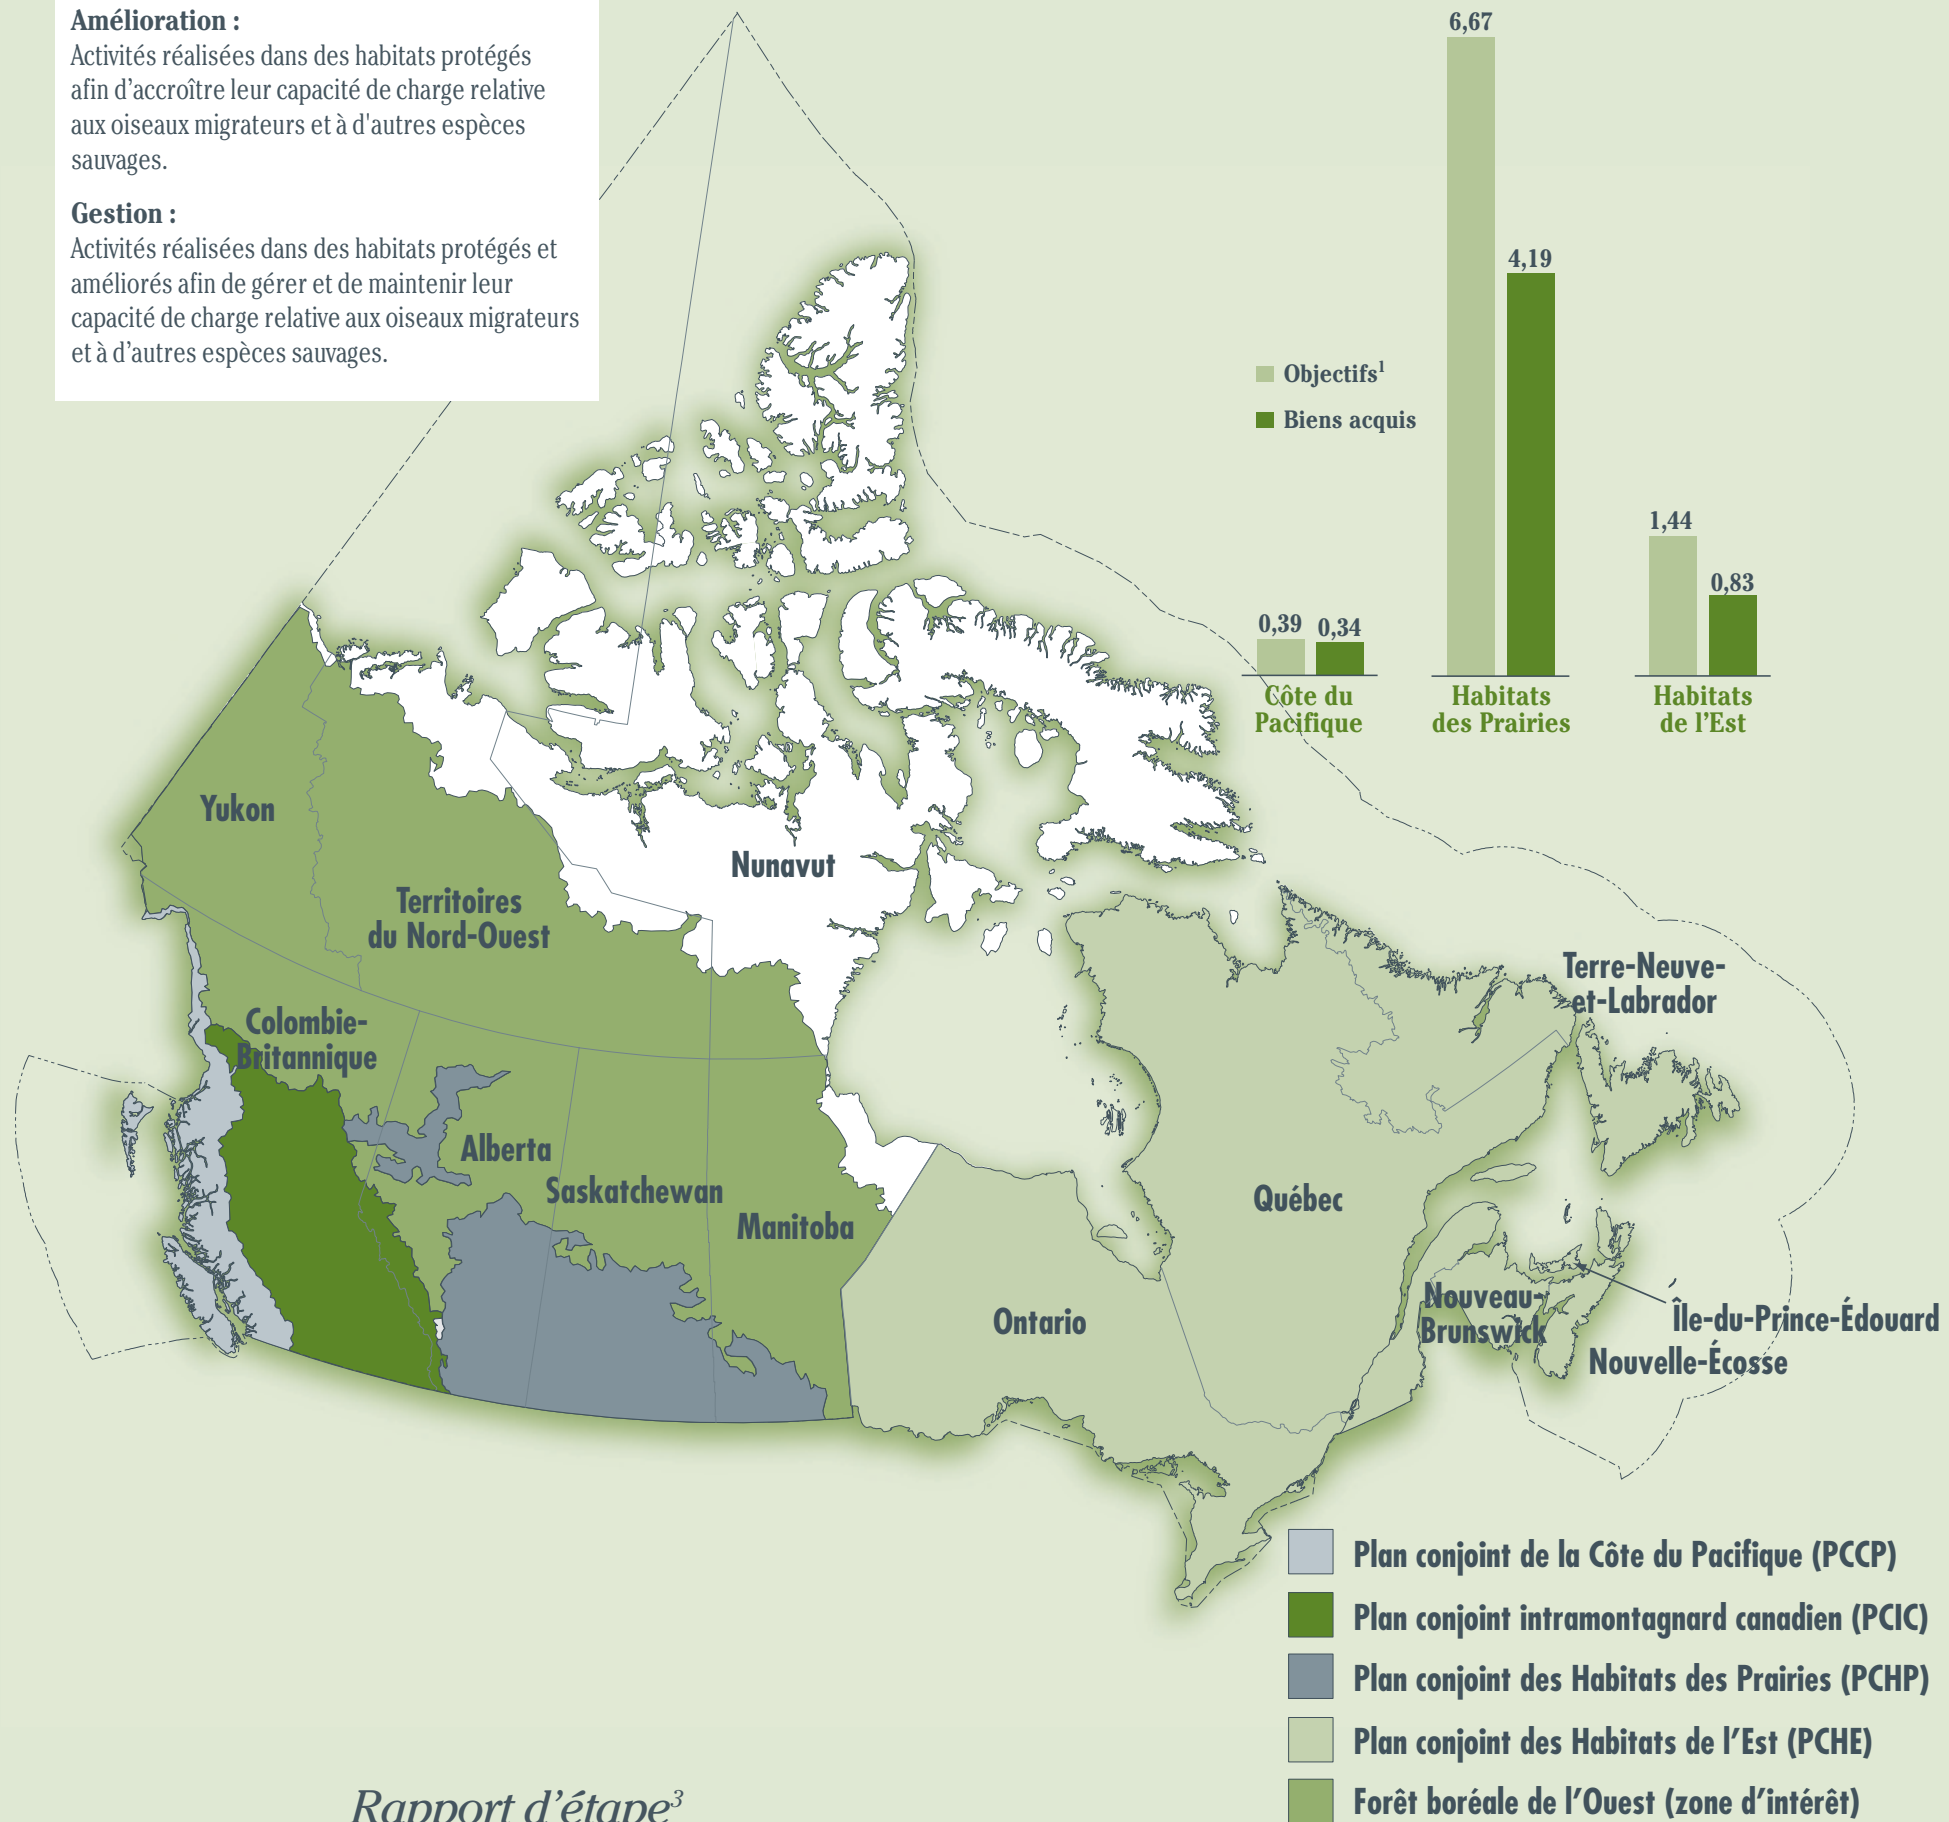 Amélioration :
Activités réalisées dans des habitats protégés
afin d’accroître leur capacité de charge relative
aux oiseaux migrateurs et à d'autres espèces
sauvages.
Gestion :
Activités réalisées dans des habitats protégés et
améliorés afin de gérer et de maintenir leur
capacité de charge relative aux oiseaux migrateurs
et à d’autres espèces sauvages.
Objectifs¹
Biens acquis
0,39
0,34
Côte du
Pacifique
6,67
4,19
Habitats
des Prairies
1,44
0,83
Habitats
de l’Est
Yukon
Territoires
du Nord-Ouest
Nunavut
Colombie-
Britannique
Alberta
Saskatchewan
Manitoba
Ontario
Québec
Terre-Neuve-
et-Labrador
Nouveau-
Brunswick
Île-du-Prince-Édouard
Nouvelle-Écosse
Plan conjoint de la Côte du Pacifique (PCCP)
Plan conjoint intramontagnard canadien (PCIC)
Plan conjoint des Habitats des Prairies (PCHP)
Plan conjoint des Habitats de l’Est (PCHE)
Forêt boréale de l’Ouest (zone d’intérêt)
Rapport d’étape³